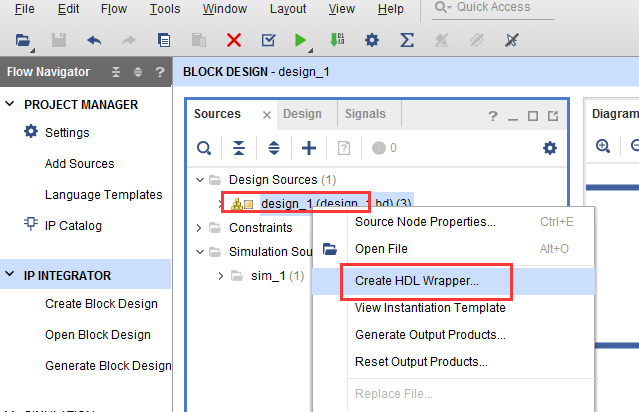 File Edit Flow Tools Window Layout View Help Quick Access
Flow Navigator ?
BLOCK DESIGN - design_1
PROJECT MANAGER
Settings
Add Sources
Language Templates
IP Catalog
IP INTEGRATOR
Create Block Design
Open Block Design
Generate Block Design
Sources Design Signals ?
0
Design Sources (1)
design_1 (design_ bd) (3)
Constraints
Simulation Sou
sim_1 (1)
Source Node Properties... Ctrl+E
Open File Alt+O
Create HDL Wrapper...
View Instantiation Template
Generate Output Products...
Reset Output Products...
Replace File...
Diagram